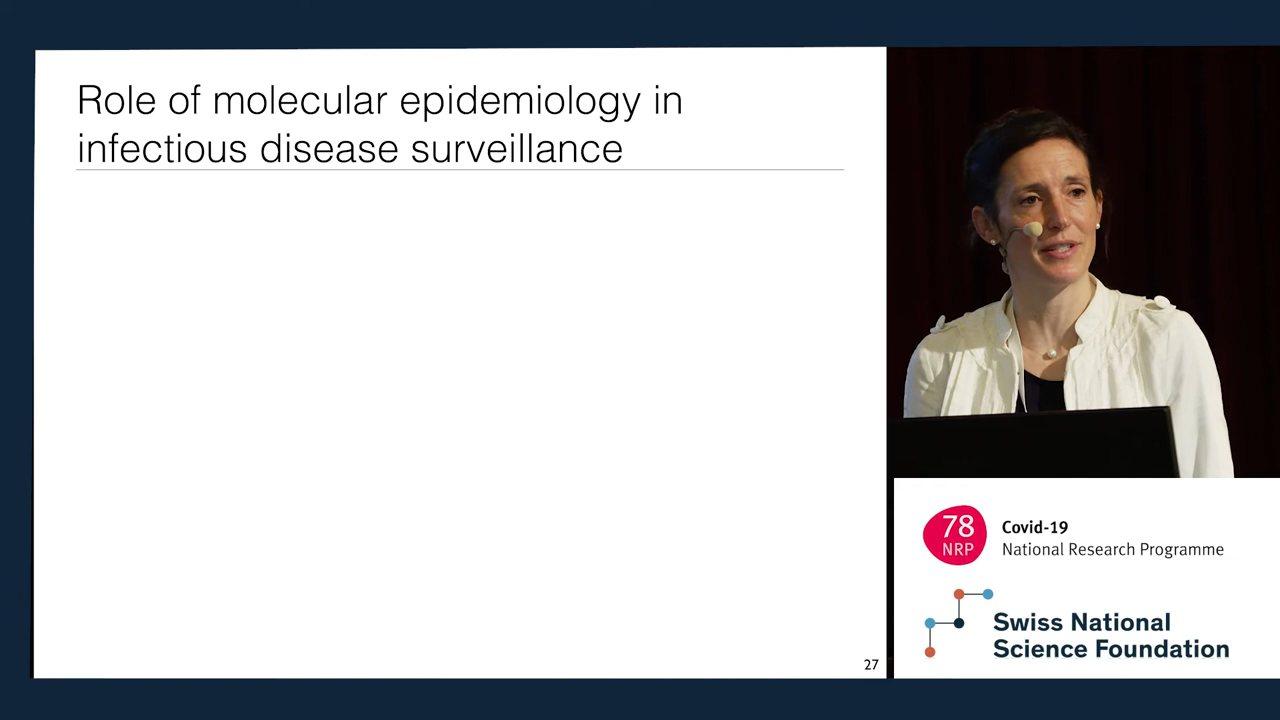 Role of molecular epidemiology in
infectious disease surveillance
27
78
NRP
Covid-19
National Research Programme
Swiss National
Science Foundation